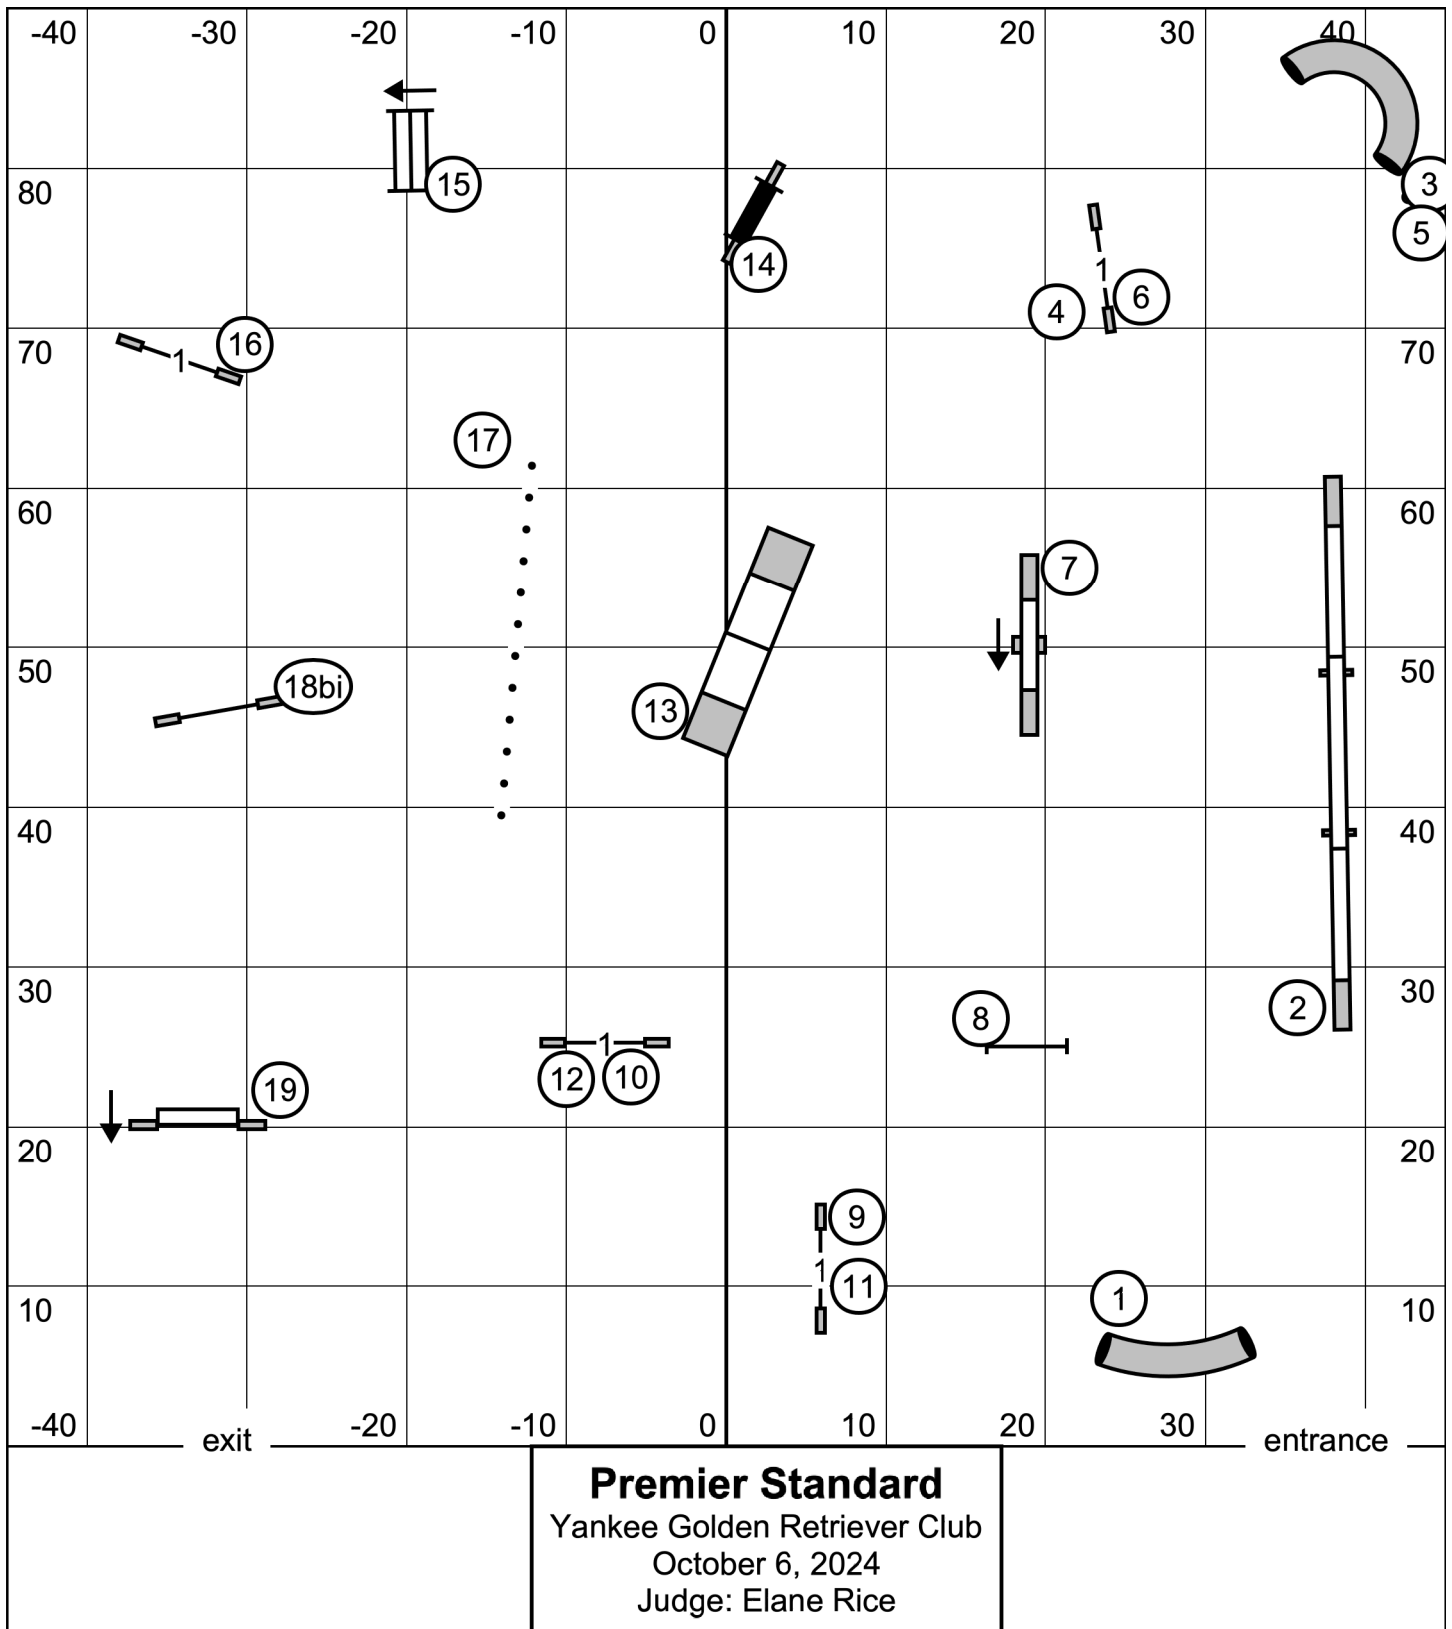 -40 -30 -20 -10 0 10 20 30 40
80 15 3
5
14
1 4 6
70 16 70
1
17
60 60
7
50 50
18bi
13
40 40
30 8 2 30
1
12 10
19
20 20
9
1 11 1
10 10
-40 exit -20 -10 0 10 20 30 entrance
Premier Standard
Yankee Golden Retriever Club
October 6, 2024
Judge: Elane Rice